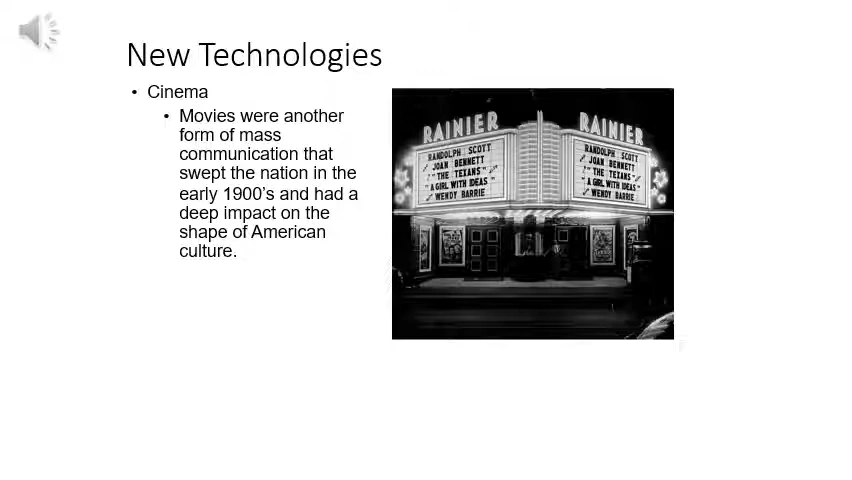 New Technologies
• Cinema
• Movies were another
form of mass
communication that
swept the nation in the
early 1900's and had a
deep impact on the
shape of American
culture.
RAINIER
RANDOLPH SCOTT
JOAN BENNETT
"THE TEXANS"
"A GIRL WITH IDEAS"
WENDY BARRIE
RAINIER
RANDOLPH SCOTT
JOAN BENNETT
"THE TEXANS"
"A GIRL WITH IDEAS"
WENDY BARRIE